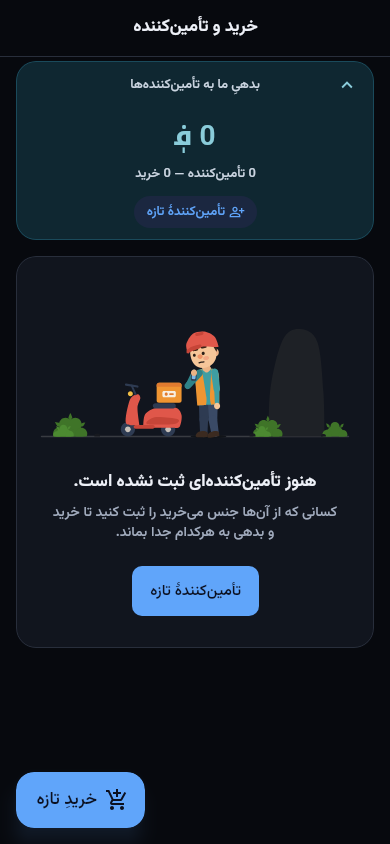 خرید و تأمین‌کننده
بدهیِ ما به تأمین‌کننده‌ها
0 ؋
0 تأمین‌کننده — 0 خرید
تأمین‌کنندهٔ تازه
هنوز تأمین‌کننده‌ای ثبت نشده است.
کسانی که از آن‌ها جنس می‌خرید را ثبت کنید تا خرید
و بدهی به هرکدام جدا بماند.
تأمین‌کنندهٔ تازه
خریدِ تازه